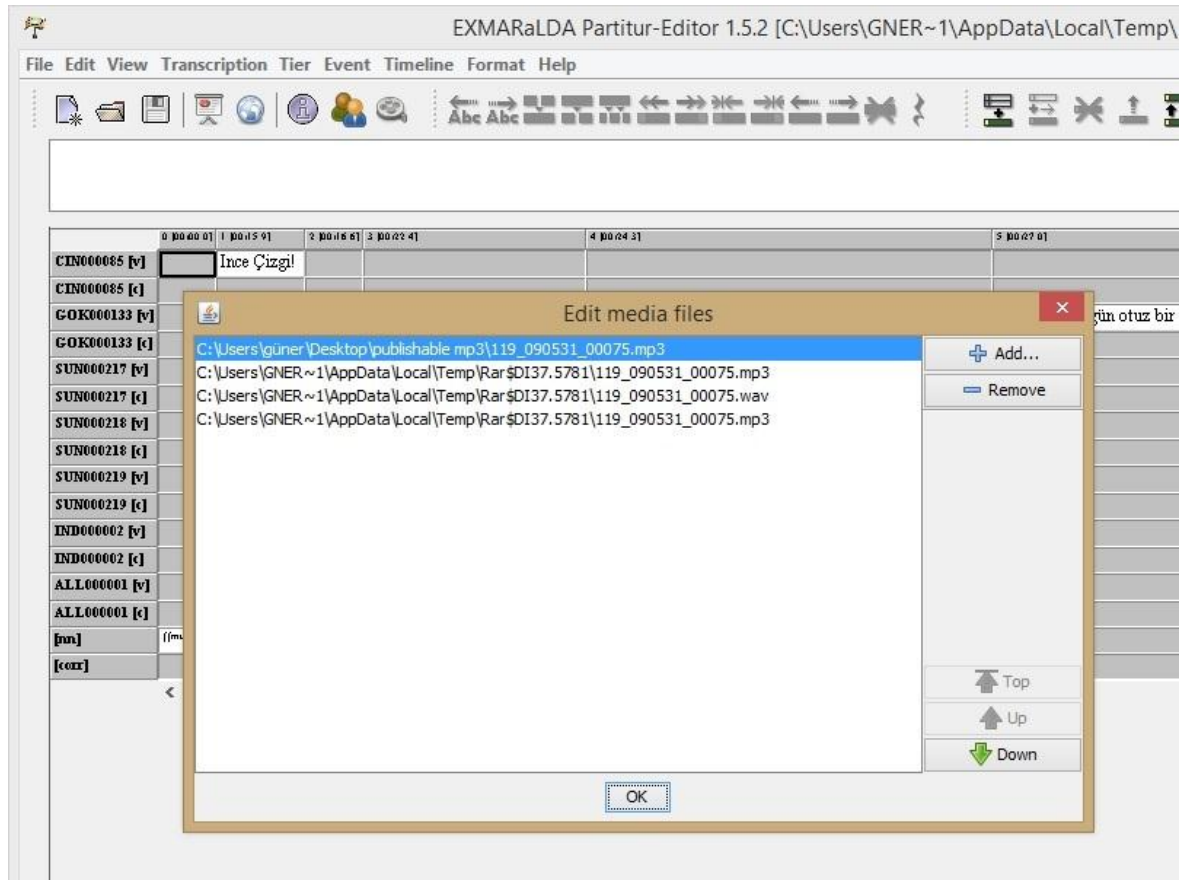 EXMARaLDA Partitur-Editor 1.5.2 [C:\Users\GNER~1\AppData\Local\Temp\
File Edit View Transcription Tier Event Timeline Format Help
Abc Abc
0 [00:00.0] 1 [00:15.9] 2 [00:16.6] 3 [00:22.4] 4 [00:24.3] 5 [00:27.0]
CIN000085 [v] Ince Çizgi!
CIN000085 [c]
Edit media files
GOK000133 [v] gün otuz bir
GOK000133 [c]
SUN000217 [v]
SUN000217 [c]
SUN000218 [v]
SUN000218 [c]
SUN000219 [v]
SUN000219 [c]
IND000002 [v]
IND000002 [c]
ALL000001 [v]
ALL000001 [c]
[nn] ((mu
[corr]
C:\Users\güner\Desktop\publishable mp3\119_090531_00075.mp3
C:\Users\GNER~1\AppData\Local\Temp\Rar$DI37.5781\119_090531_00075.mp3
C:\Users\GNER~1\AppData\Local\Temp\Rar$DI37.5781\119_090531_00075.wav
C:\Users\GNER~1\AppData\Local\Temp\Rar$DI37.5781\119_090531_00075.mp3
Add...
Remove
Top
Up
Down
OK